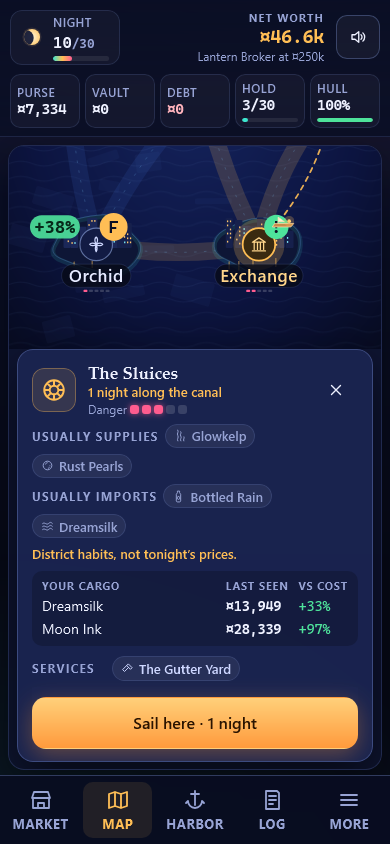 NIGHT
10/30
NET WORTH
¤46.6k
Lantern Broker at ¤250k
PURSE
¤7,334
VAULT
¤0
DEBT
¤0
HOLD
3/30
HULL
100%
+38%
F
Orchid
Exchange
The Sluices
1 night along the canal
Danger
USUALLY SUPPLIES Glowkelp
Rust Pearls
USUALLY IMPORTS Bottled Rain
Dreamsilk
District habits, not tonight's prices.
YOUR CARGO LAST SEEN VS COST
Dreamsilk ¤13,949 +33%
Moon Ink ¤28,339 +97%
SERVICES The Gutter Yard
Sail here · 1 night
MARKET
MAP
HARBOR
LOG
MORE